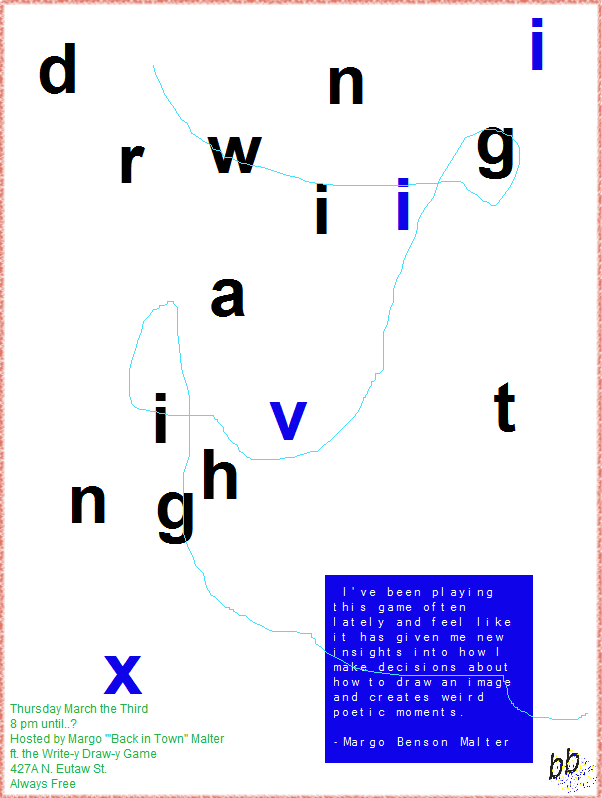 d n i
r w g
i i
a
i v t
n g h
x
I've been playing
this game often
lately and feel like
it has given me new
insights into how I
make decisions about
how to draw an image
and creates weird
poetic moments.
-Margo Benson Malter
Thursday March the Third
8 pm until..?
Hosted by Margo '"Back in Town" Malter
ft. the Write-y Draw-y Game
427A N. Eutaw St.
Always Free
bb